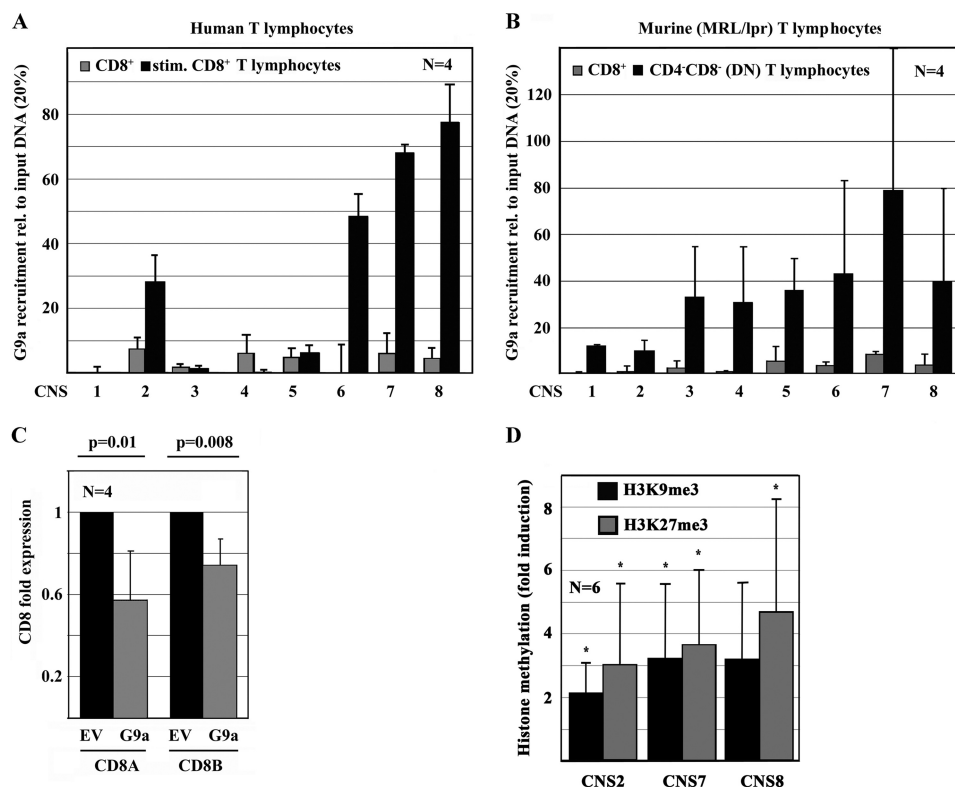 A
Human T lymphocytes
CD8+ stim. CD8+ T lymphocytes
N=4
G9a recruitment rel. to input DNA (20%)
80
60
40
20
CNS 1 2 3 4 5 6 7 8
B
Murine (MRL/lpr) T lymphocytes
CD8+ CD4-CD8- (DN) T lymphocytes
N=4
G9a recruitment rel. to input DNA (20%)
120
100
80
60
40
20
CNS 1 2 3 4 5 6 7 8
C
p=0.01 p=0.008
N=4
CD8 fold expression
1
0.6
0.2
EV G9a EV G9a
CD8A CD8B
D
H3K9me3
H3K27me3
N=6
Histone methylation (fold induction)
8
6
4
2
* * * * *
CNS2 CNS7 CNS8